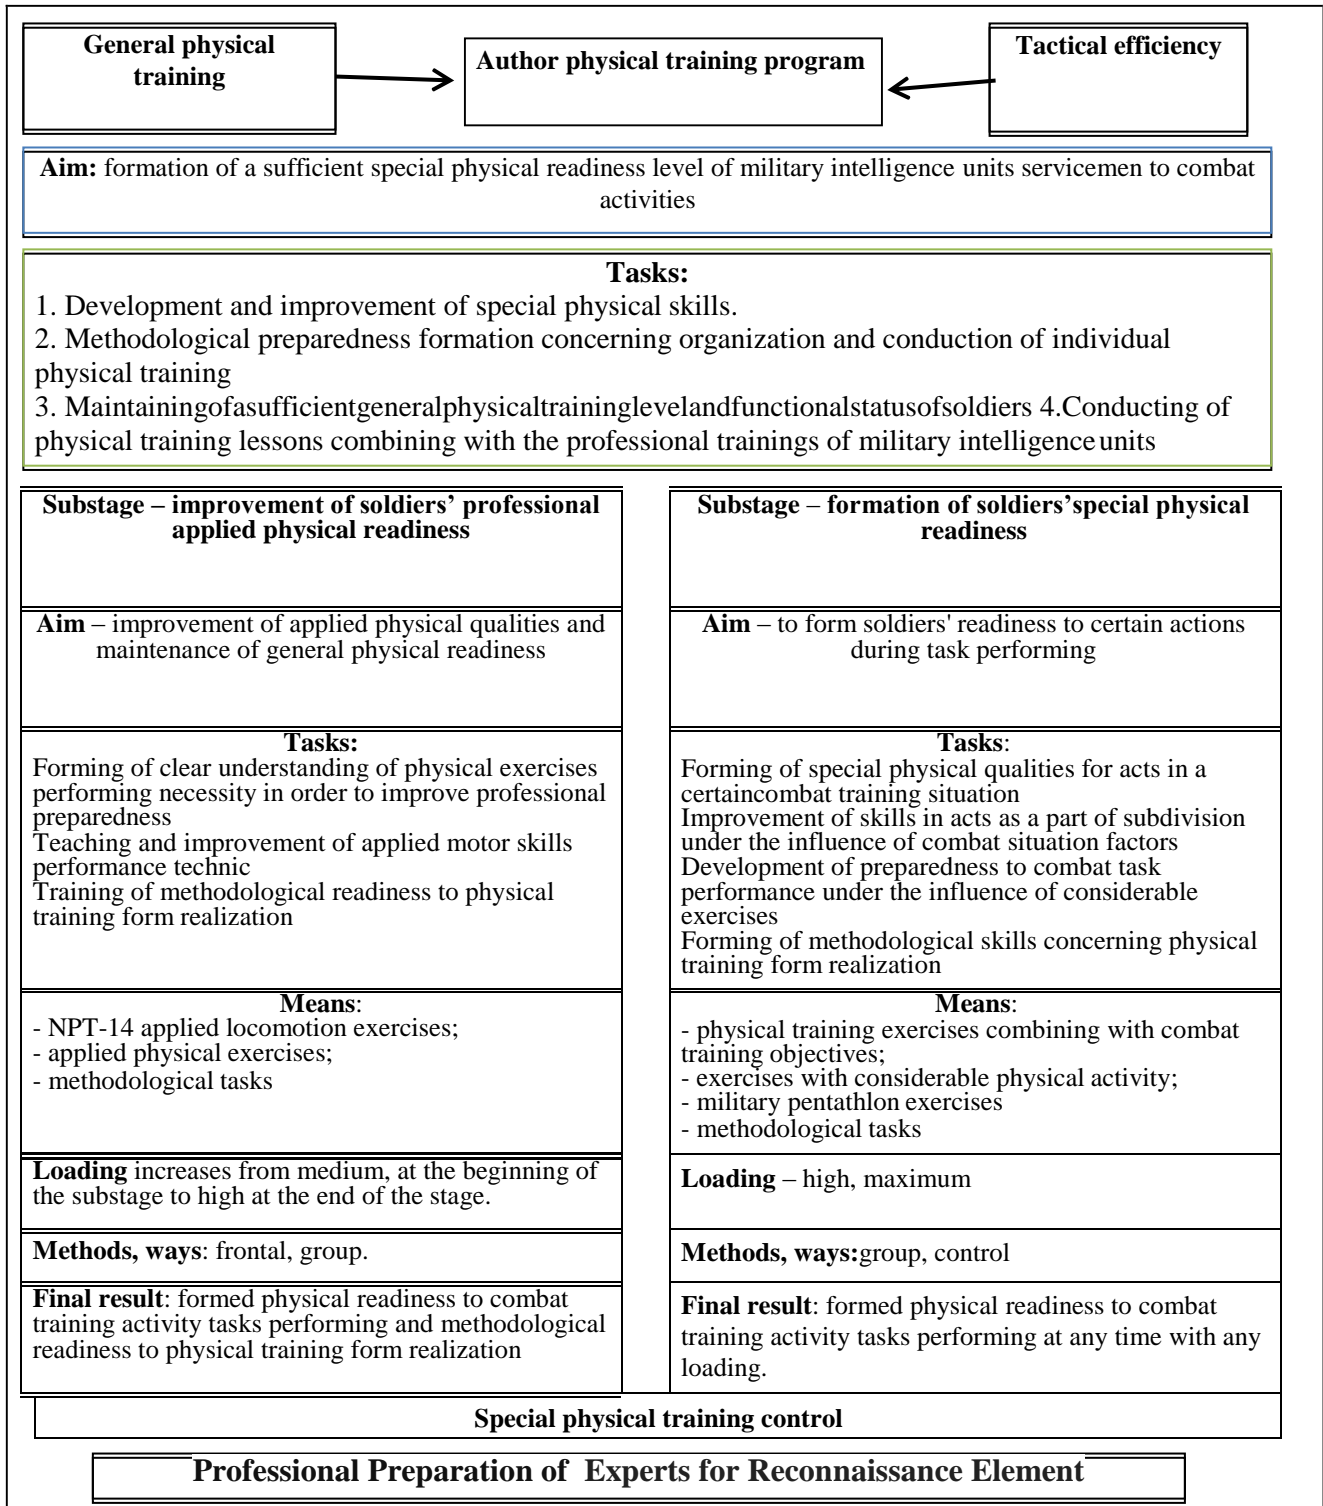 General physical
training
Author physical training program
Tactical efficiency
Aim: formation of a sufficient special physical readiness level of military intelligence units servicemen to combat
activities
Tasks:
1. Development and improvement of special physical skills.
2. Methodological preparedness formation concerning organization and conduction of individual
physical training
3. Maintainingofasufficientgeneralphysicaltraininglevelandfunctionalstatusofsoldiers 4.Conducting of
physical training lessons combining with the professional trainings of military intelligence units
Substage – improvement of soldiers’ professional
applied physical readiness
Aim – improvement of applied physical qualities and
maintenance of general physical readiness
Tasks:
Forming of clear understanding of physical exercises
performing necessity in order to improve professional
preparedness
Teaching and improvement of applied motor skills
performance technic
Training of methodological readiness to physical
training form realization
Means:
- NPT-14 applied locomotion exercises;
- applied physical exercises;
- methodological tasks
Loading increases from medium, at the beginning of
the substage to high at the end of the stage.
Methods, ways: frontal, group.
Final result: formed physical readiness to combat
training activity tasks performing and methodological
readiness to physical training form realization
Substage – formation of soldiers’special physical
readiness
Aim – to form soldiers' readiness to certain actions
during task performing
Tasks:
Forming of special physical qualities for acts in a
certaincombat training situation
Improvement of skills in acts as a part of subdivision
under the influence of combat situation factors
Development of preparedness to combat task
performance under the influence of considerable
exercises
Forming of methodological skills concerning physical
training form realization
Means:
- physical training exercises combining with combat
training objectives;
- exercises with considerable physical activity;
- military pentathlon exercises
- methodological tasks
Loading – high, maximum
Methods, ways:group, control
Final result: formed physical readiness to combat
training activity tasks performing at any time with any
loading.
Special physical training control
Professional Preparation of Experts for Reconnaissance Element